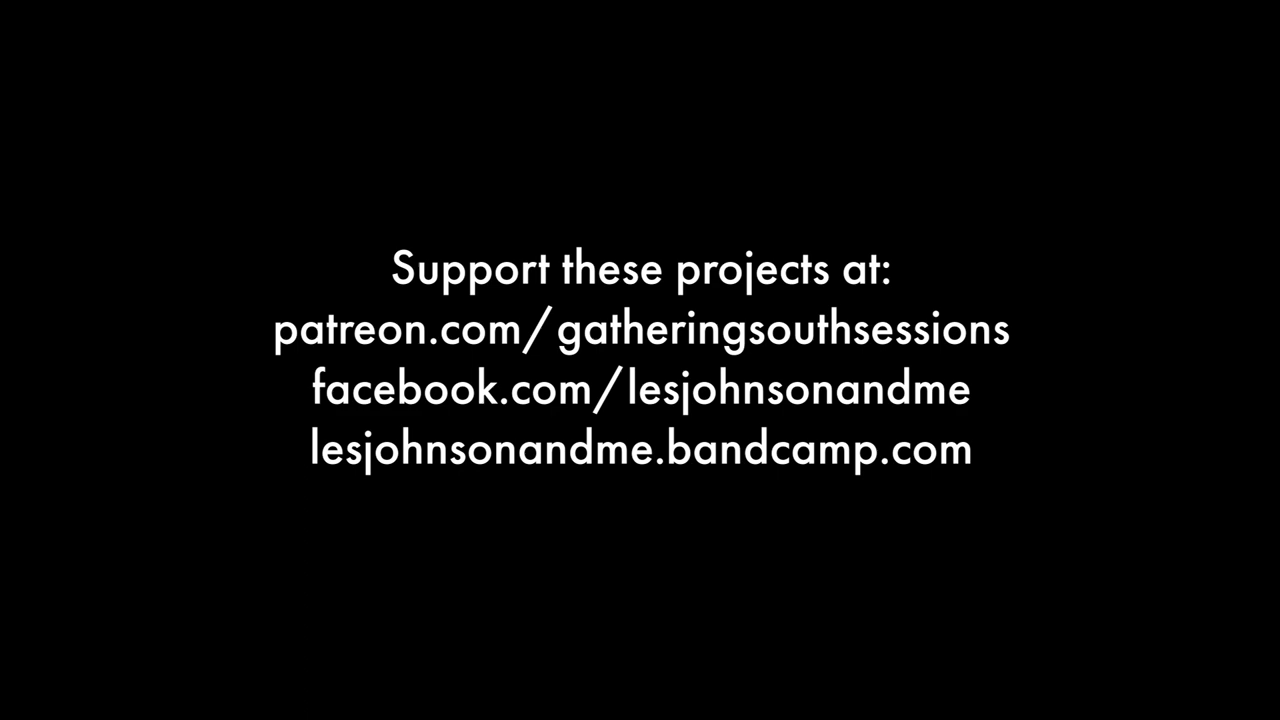 Support these projects at:
patreon.com/gatheringsouthsessions
facebook.com/lesjohnsonandme
lesjohnsonandme.bandcamp.com